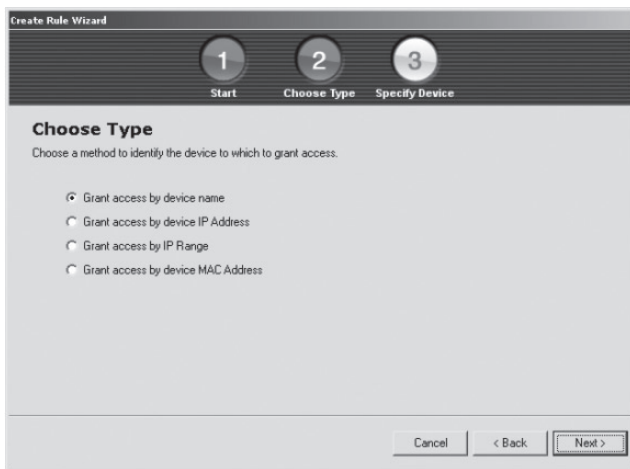 Create Rule Wizard
1 2 3
Start Choose Type Specify Device
Choose Type
Choose a method to identify the device to which to grant access.
Grant access by device name
Grant access by device IP Address
Grant access by IP Range
Grant access by device MAC Address
Cancel < Back Next >